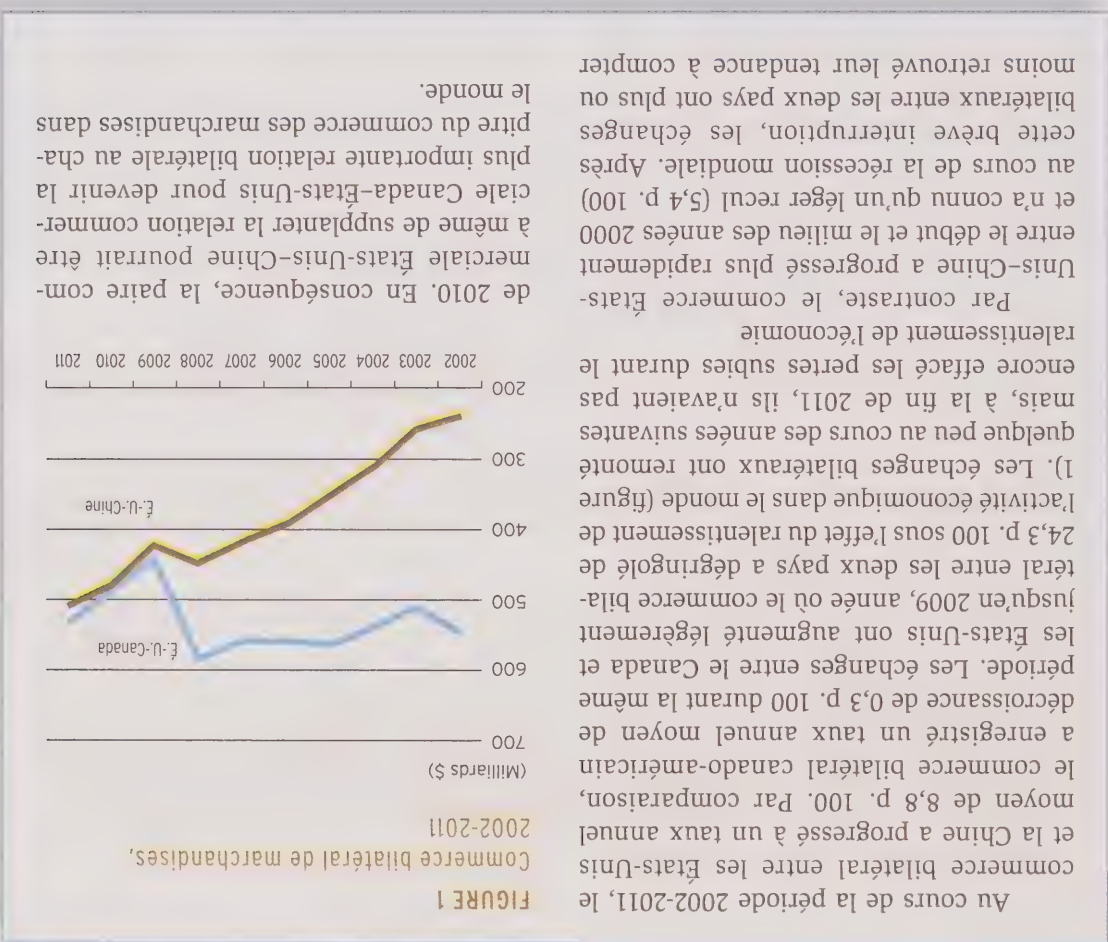 Au cours de la période 2002-2011, le
commerce bilatéral entre les États-Unis
et la Chine a progressé à un taux annuel
moyen de 8,8 p. 100. Par comparaison,
le commerce bilatéral canado-américain
a enregistré un taux annuel moyen de
décroissance de 0,3 p. 100 durant la même
période. Les échanges entre le Canada et
les États-Unis ont augmenté légèrement
jusqu'en 2009, année où le commerce bila-
téral entre les deux pays a dégringolé de
24,3 p. 100 sous l'effet du ralentissement de
l'activité économique dans le monde (figure
1). Les échanges bilatéraux ont remonté
quelque peu au cours des années suivantes
mais, à la fin de 2011, ils n'avaient pas
encore effacé les pertes subies durant le
ralentissement de l'économie
Par contraste, le commerce États-
Unis–Chine a progressé plus rapidement
entre le début et le milieu des années 2000
et n'a connu qu'un léger recul (5,4 p. 100)
au cours de la récession mondiale. Après
cette brève interruption, les échanges
bilatéraux entre les deux pays ont plus ou
moins retrouvé leur tendance à compter
FIGURE 1
Commerce bilatéral de marchandises,
2002-2011
(Milliards $)
700
600
É.-U.-Canada
500
É.-U.-Chine
400
300
200
2002 2003 2004 2005 2006 2007 2008 2009 2010 2011
de 2010. En conséquence, la paire com-
merciale États-Unis–Chine pourrait être
à même de supplanter la relation commer-
ciale Canada–États-Unis pour devenir la
plus importante relation bilatérale au cha-
pitre du commerce des marchandises dans
le monde.